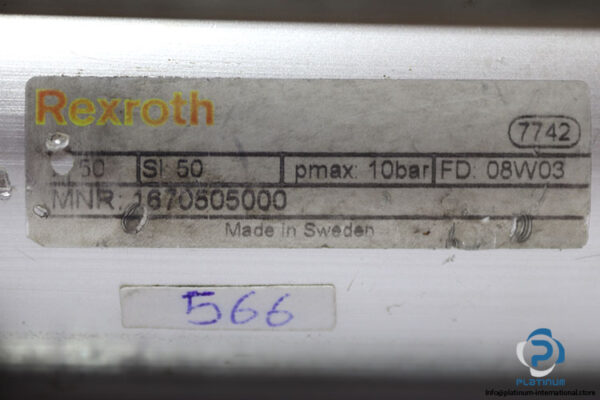 Rexroth
7742
50 SI 50 pmax: 10bar FD: 08W03
MNR: 1670505000
Made in Sweden
566
PLATINUM
info@platinum-international.com